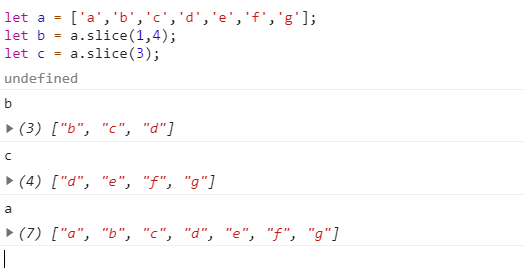 let a = ['a','b','c','d','e','f','g'];
let b = a.slice(1,4);
let c = a.slice(3);
undefined
b
(3) ["b", "c", "d"]
c
(4) ["d", "e", "f", "g"]
a
(7) ["a", "b", "c", "d", "e", "f", "g"]